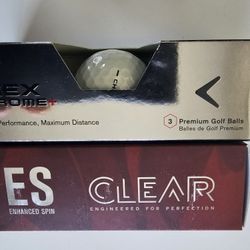 EX
OME+
Performance, Maximum Distance
3 Premium Golf Balls
Balles de Golf Premium
ES
ENHANCED SPIN
CLEAR
ENGINEERED FOR PERFECTION